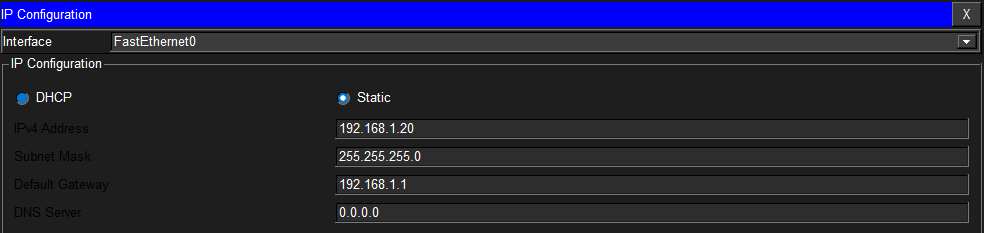 IP Configuration X
Interface FastEthernet0
IP Configuration
DHCP Static
IPv4 Address 192.168.1.20
Subnet Mask 255.255.255.0
Default Gateway 192.168.1.1
DNS Server 0.0.0.0